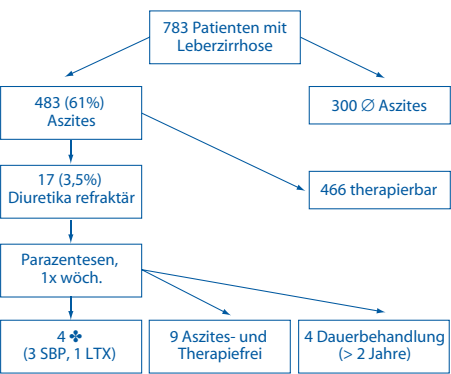 783 Patienten mit
Leberzirrhose
483 (61%)
Aszites
300 ∅ Aszites
17 (3,5%)
Diuretika refraktär
466 therapierbar
Parazentesen,
1x wöch.
4 ✤
(3 SBP, 1 LTX)
9 Aszites- und
Therapiefrei
4 Dauerbehandlung
(> 2 Jahre)